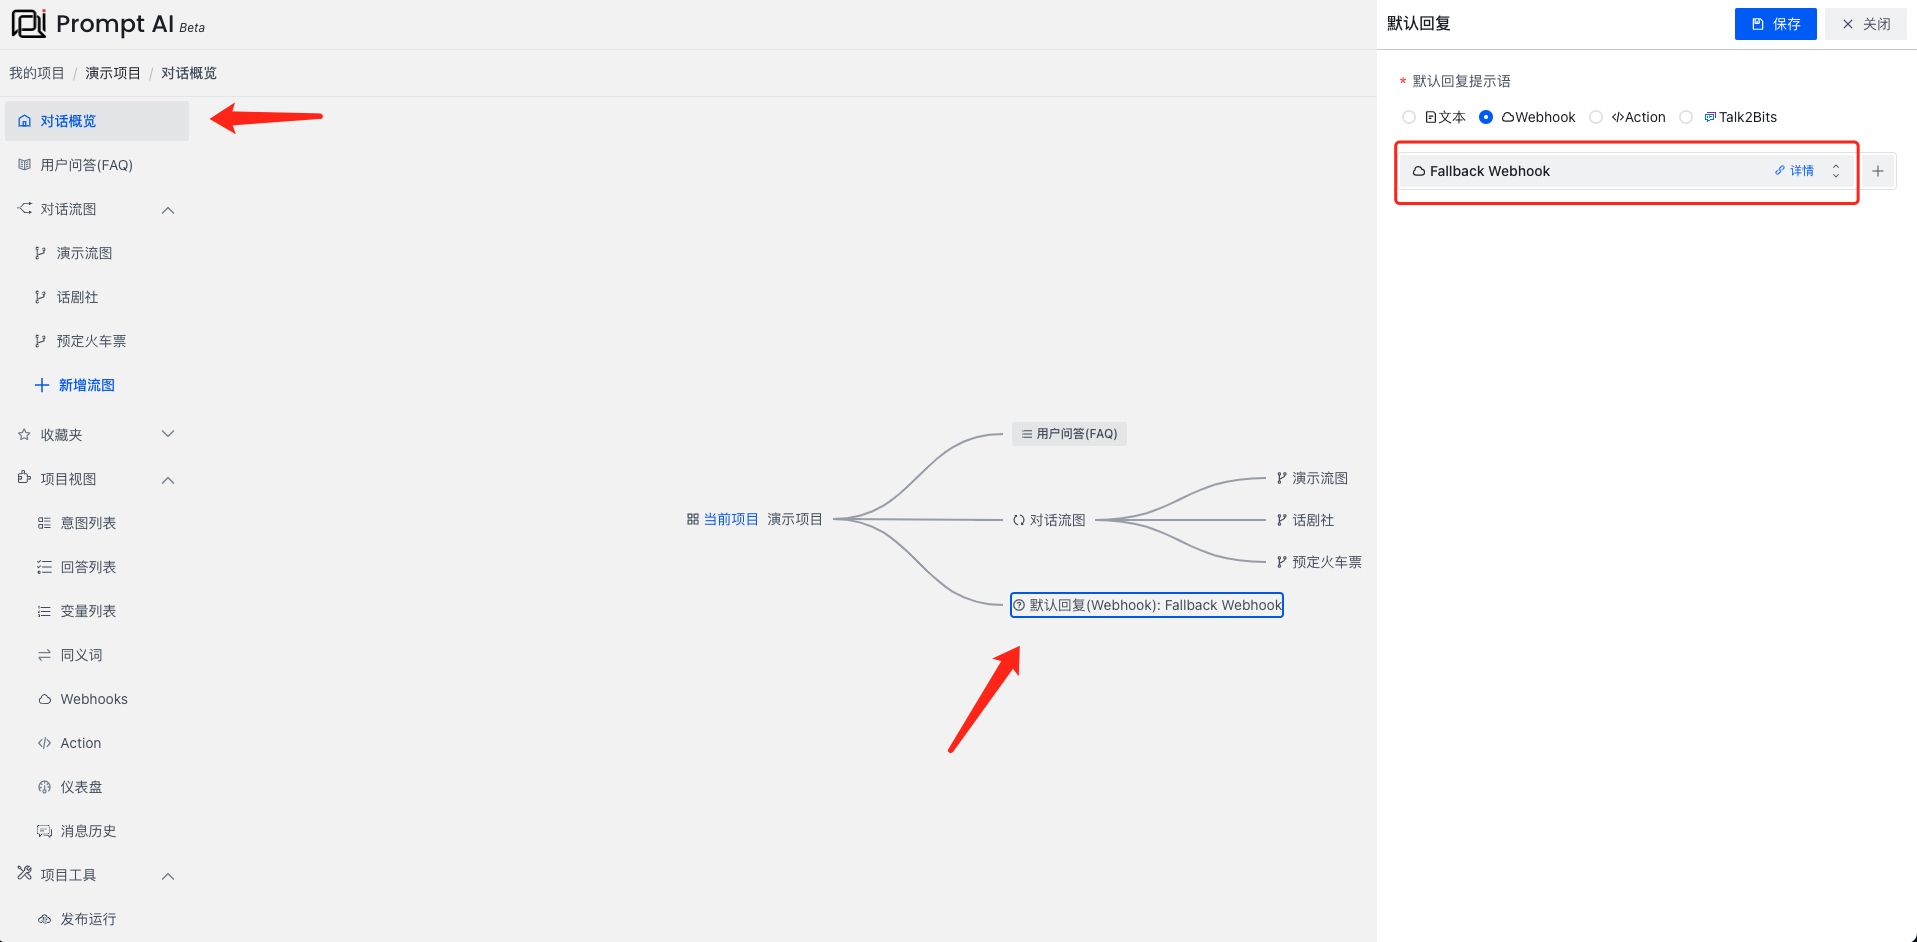 Prompt AI Beta
我的项目 / 演示项目 / 对话概览
对话概览
用户问答(FAQ)
对话流图
演示流图
话剧社
预定火车票
新增流图
收藏夹
项目视图
意图列表
回答列表
变量列表
同义词
Webhooks
Action
仪表盘
消息历史
项目工具
发布运行
当前项目 演示项目
用户问答(FAQ)
对话流图
演示流图
话剧社
预定火车票
默认回复(Webhook): Fallback Webhook
默认回复
保存
关闭
* 默认回复提示语
文本 Webhook Action Talk2Bits
Fallback Webhook 详情